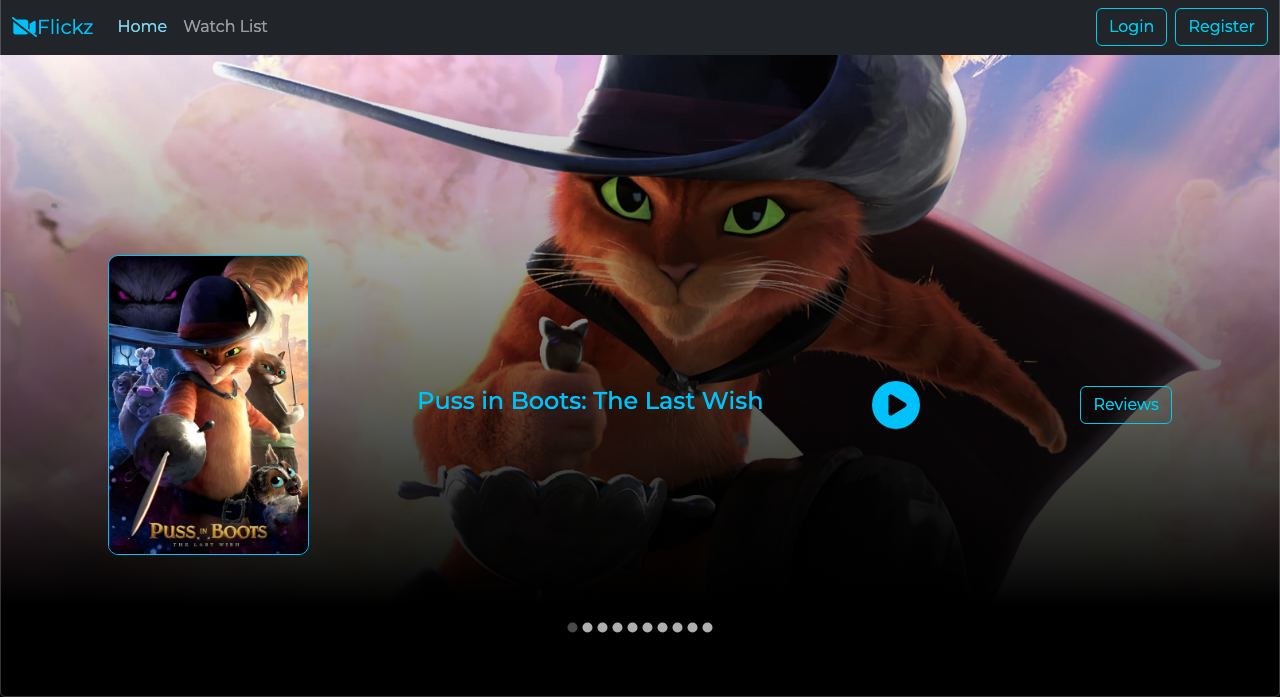 Flickz Home Watch List Login Register
Puss in Boots: The Last Wish Reviews
PUSS IN BOOTS
THE LAST WISH